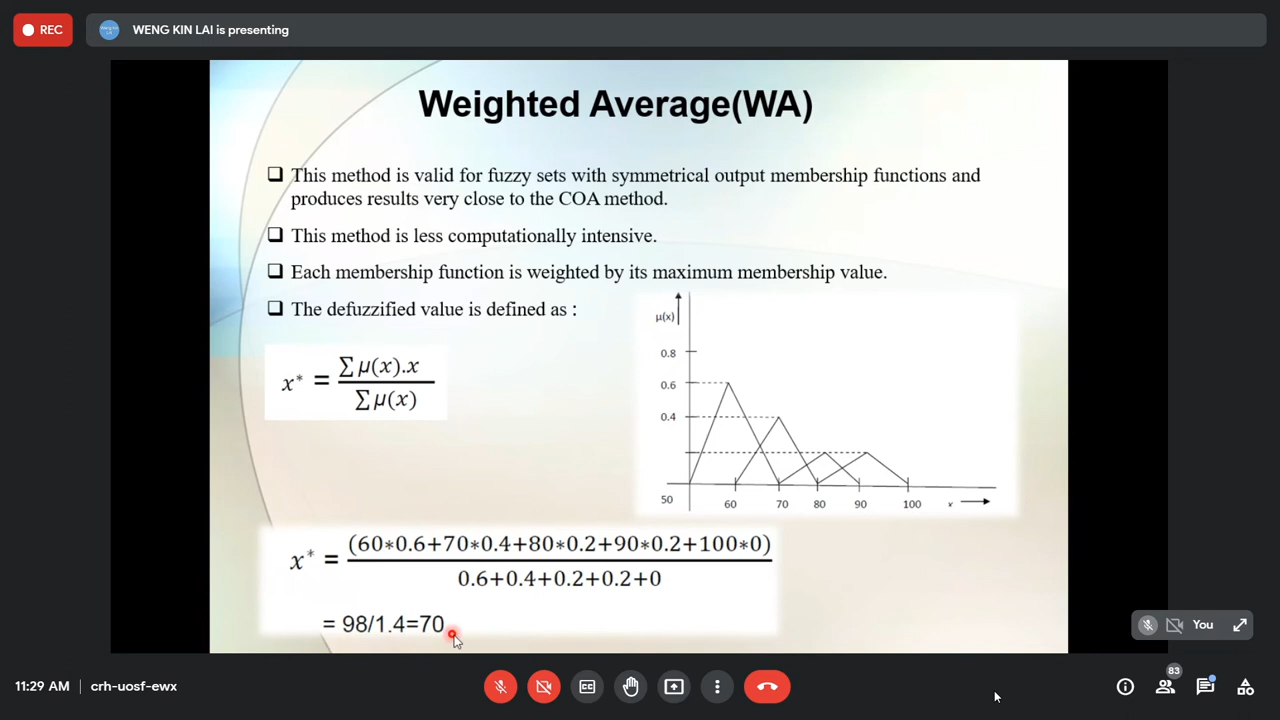 REC
WENG KIN LAI is presenting
Weighted Average(WA)
❑ This method is valid for fuzzy sets with symmetrical output membership functions and
produces results very close to the COA method.
❑ This method is less computationally intensive.
❑ Each membership function is weighted by its maximum membership value.
❑ The defuzzified value is defined as :
x* = ∑ μ(x).x / ∑ μ(x)
μ(x)
0.8
0.6
0.4
50 60 70 80 90 100 x
x* = (60*0.6+70*0.4+80*0.2+90*0.2+100*0) / 0.6+0.4+0.2+0.2+0
= 98/1.4=70
You
11:29 AM | crh-uosf-ewx
83